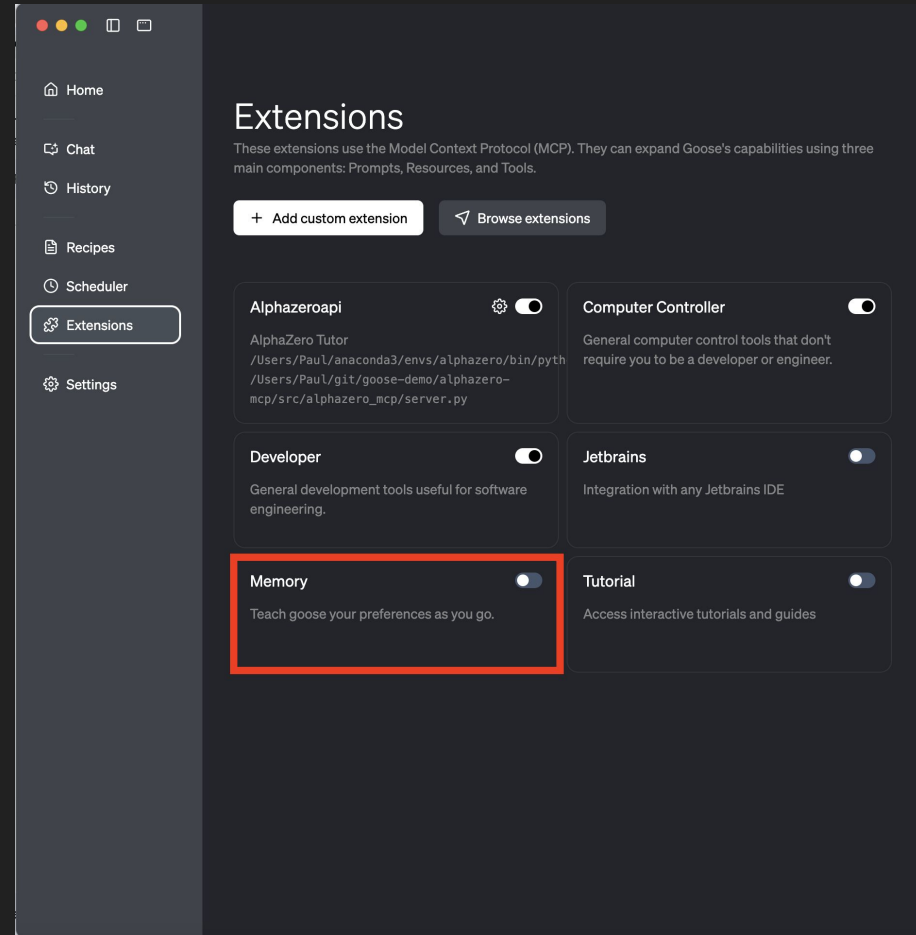 Home
Chat
History
Recipes
Scheduler
Extensions
Settings
Extensions
These extensions use the Model Context Protocol (MCP). They can expand Goose's capabilities using three
main components: Prompts, Resources, and Tools.
+ Add custom extension
Browse extensions
Alphazeroapi
AlphaZero Tutor
/Users/Paul/anaconda3/envs/alphazero/bin/pyth
/Users/Paul/git/goose-demo/alphazero-
mcp/src/alphazero_mcp/server.py
Computer Controller
General computer control tools that don't
require you to be a developer or engineer.
Developer
General development tools useful for software
engineering.
Jetbrains
Integration with any Jetbrains IDE
Memory
Teach goose your preferences as you go.
Tutorial
Access interactive tutorials and guides